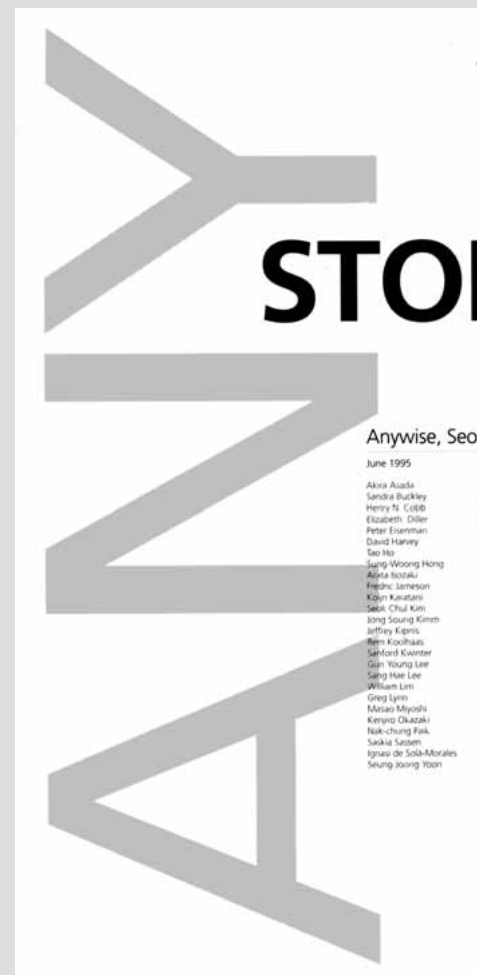 ANY
STO
Anywise, Seo
June 1995
Akira Asada
Sandra Buckley
Henry N. Cobb
Elizabeth Diller
Peter Eisenman
David Harvey
Tao Ho
Sung-Woong Hong
Arata Isozaki
Fredric Jameson
Kojin Karatani
Seok Chul Kim
Jong Soung Kimm
Jeffrey Kipnis
Rem Koolhaas
Sanford Kwinter
Gun Young Lee
Sang Hae Lee
William Lim
Greg Lynn
Masao Miyoshi
Kenjiro Okazaki
Nak-chung Paik
Saskia Sassen
Ignasi de Solà-Morales
Seung Joong Yoon